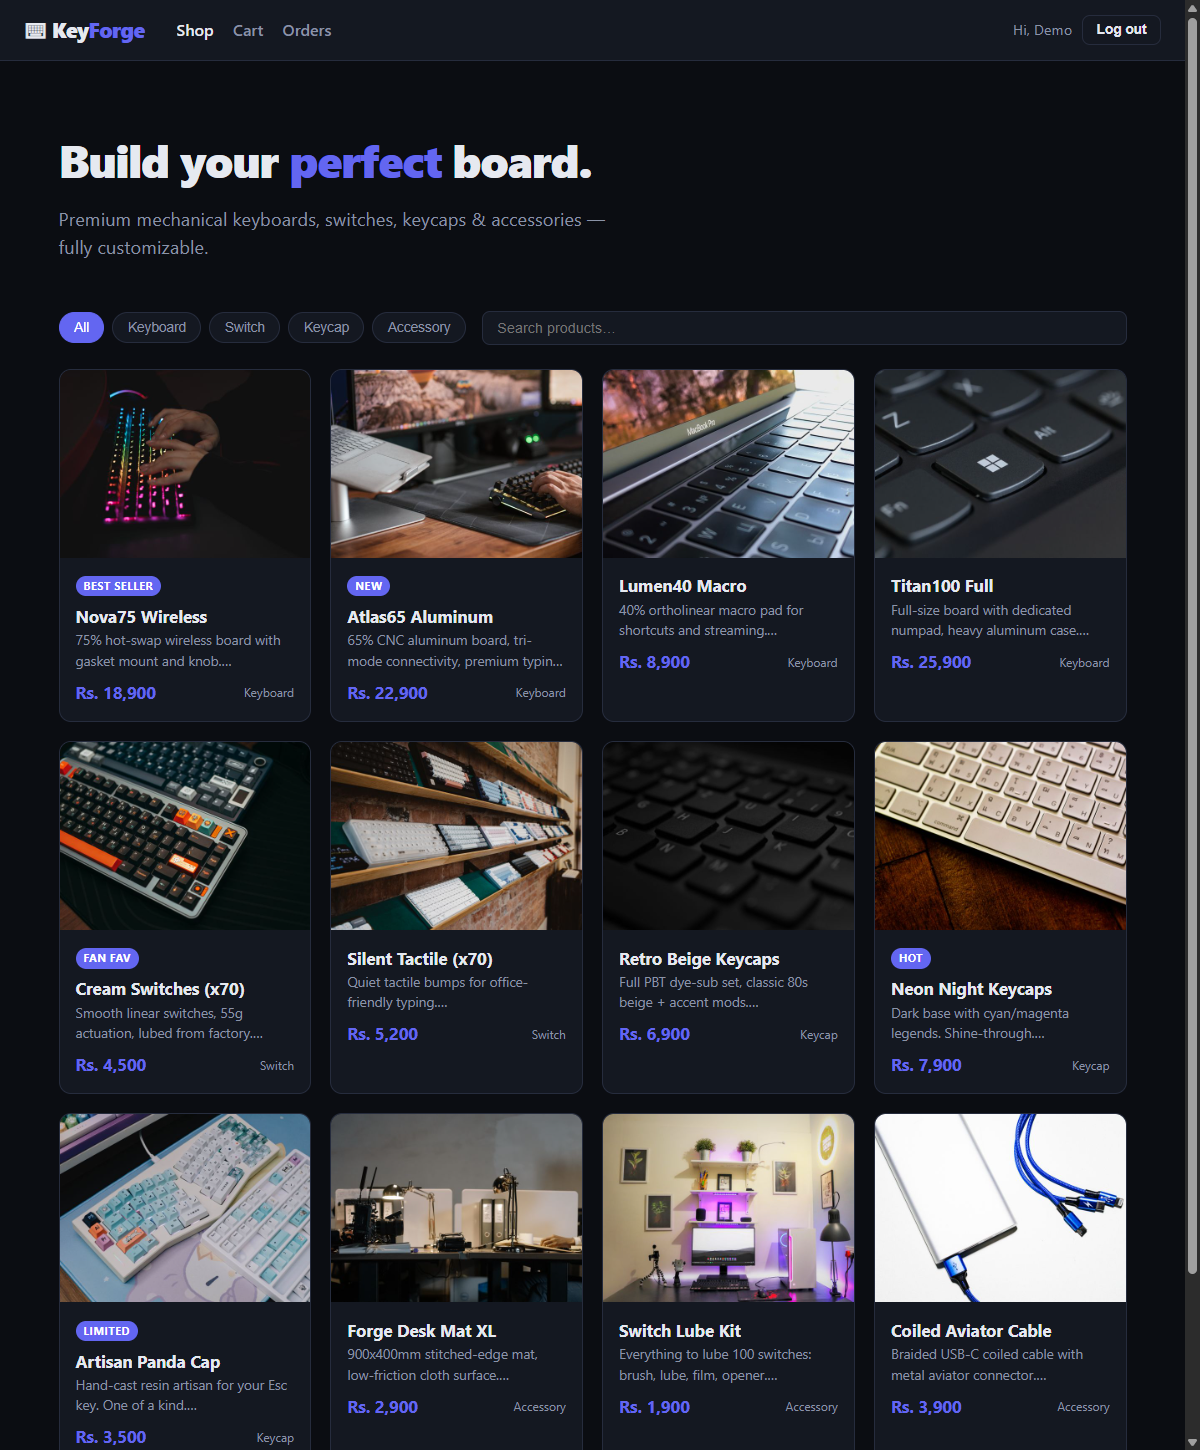 KeyForge
Shop
Cart
Orders
Hi, Demo
Log out
Build your perfect board.
Premium mechanical keyboards, switches, keycaps & accessories —
fully customizable.
All
Keyboard
Switch
Keycap
Accessory
Search products…
MacBook Pro
Z
X
Alt
Fn
BEST SELLER
Nova75 Wireless
75% hot-swap wireless board with
gasket mount and knob....
Rs. 18,900
Keyboard
NEW
Atlas65 Aluminum
65% CNC aluminum board, tri-
mode connectivity, premium typin...
Rs. 22,900
Keyboard
Lumen40 Macro
40% ortholinear macro pad for
shortcuts and streaming....
Rs. 8,900
Keyboard
Titan100 Full
Full-size board with dedicated
numpad, heavy aluminum case....
Rs. 25,900
Keyboard
command
FAN FAV
Cream Switches (x70)
Smooth linear switches, 55g
actuation, lubed from factory....
Rs. 4,500
Switch
Silent Tactile (x70)
Quiet tactile bumps for office-
friendly typing....
Rs. 5,200
Switch
Retro Beige Keycaps
Full PBT dye-sub set, classic 80s
beige + accent mods....
Rs. 6,900
Keycap
HOT
Neon Night Keycaps
Dark base with cyan/magenta
legends. Shine-through....
Rs. 7,900
Keycap
LIMITED
Artisan Panda Cap
Hand-cast resin artisan for your Esc
key. One of a kind....
Rs. 3,500
Keycap
Forge Desk Mat XL
900x400mm stitched-edge mat,
low-friction cloth surface....
Rs. 2,900
Accessory
Switch Lube Kit
Everything to lube 100 switches:
brush, lube, film, opener....
Rs. 1,900
Accessory
Coiled Aviator Cable
Braided USB-C coiled cable with
metal aviator connector....
Rs. 3,900
Accessory